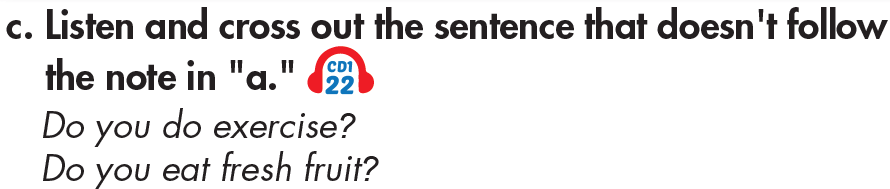 c. Listen and cross out the sentence that doesn't follow
the note in "a." CD1 22
Do you do exercise?
Do you eat fresh fruit?